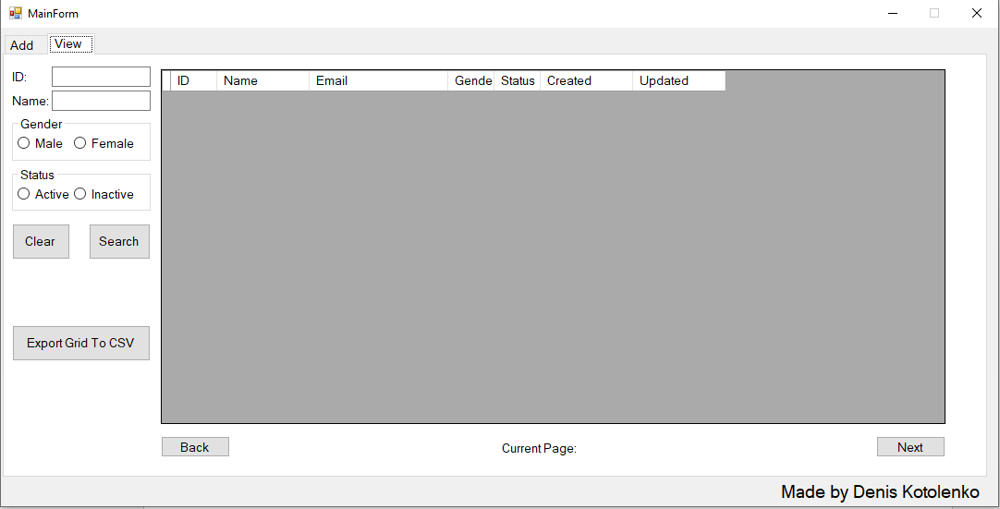 MainForm
Add View
ID:
Name:
Gender
Male Female
Status
Active Inactive
Clear Search
Export Grid To CSV
ID Name Email Gende Status Created Updated
Back Current Page: Next
Made by Denis Kotolenko